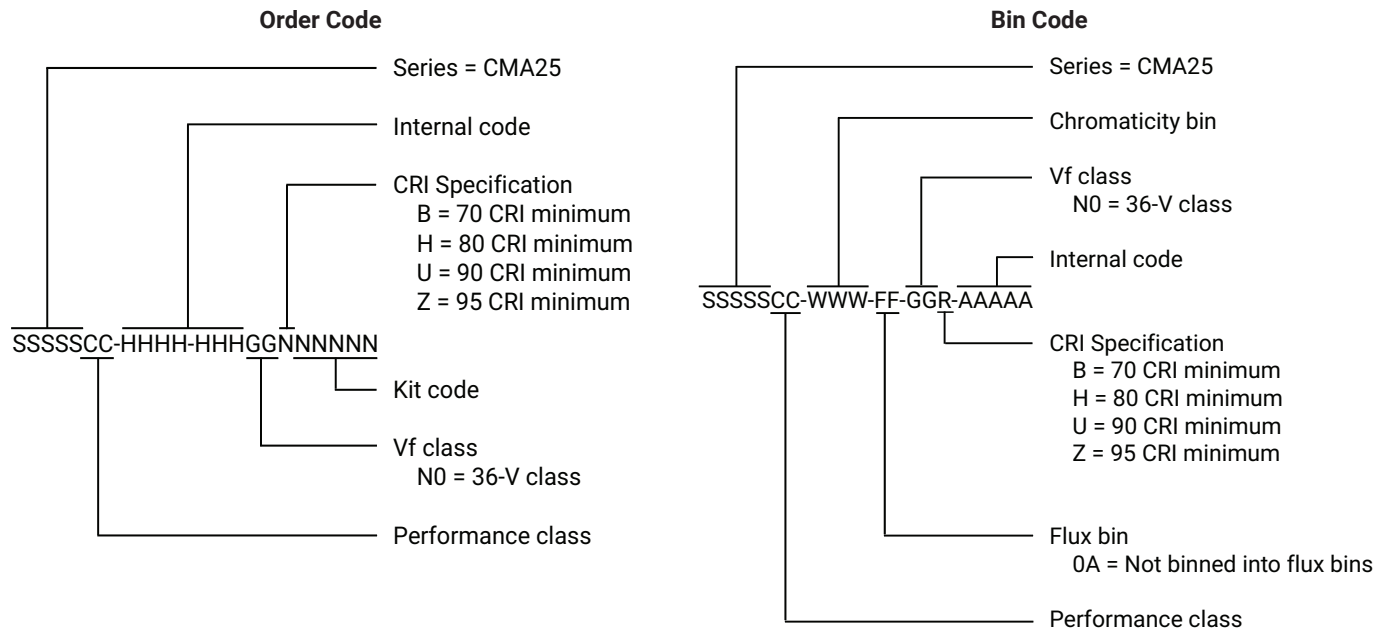 Order Code
Series = CMA25
Internal code
CRI Specification
B = 70 CRI minimum
H = 80 CRI minimum
U = 90 CRI minimum
Z = 95 CRI minimum
SSSSSCC-HHHH-HHHGGNNNNNN
Kit code
Vf class
N0 = 36-V class
Performance class
Bin Code
Series = CMA25
Chromaticity bin
Vf class
N0 = 36-V class
Internal code
SSSSSCC-WWW-FF-GGR-AAAAA
CRI Specification
B = 70 CRI minimum
H = 80 CRI minimum
U = 90 CRI minimum
Z = 95 CRI minimum
Flux bin
0A = Not binned into flux bins
Performance class